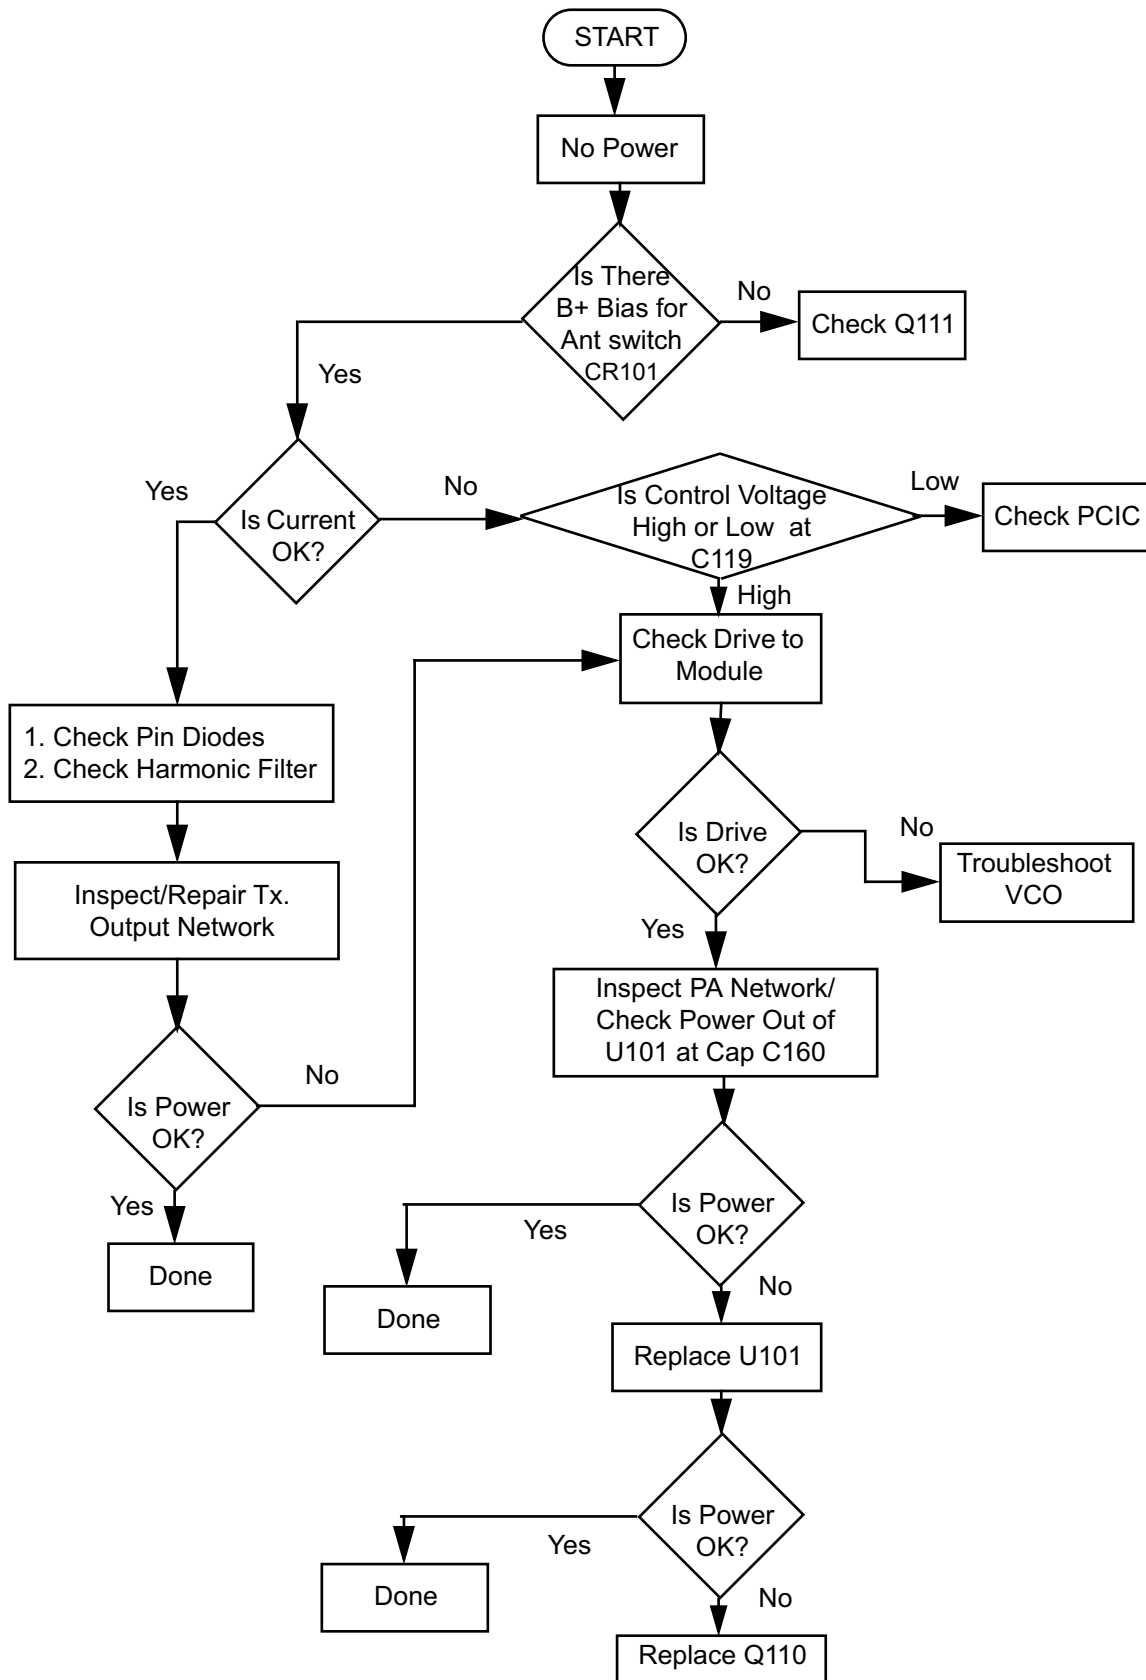 START
No Power
Is There
B+ Bias for
Ant switch
CR101
No
Check Q111
Yes
Is Current
OK?
Yes
No
Is Control Voltage
High or Low at
C119
Low
Check PCIC
High
Check Drive to
Module
1. Check Pin Diodes
2. Check Harmonic Filter
Is Drive
OK?
No
Troubleshoot
VCO
Inspect/Repair Tx.
Output Network
Yes
Inspect PA Network/
Check Power Out of
U101 at Cap C160
Is Power
OK?
No
Yes
Done
Is Power
OK?
Yes
Done
No
Replace U101
Is Power
OK?
Yes
Done
No
Replace Q110